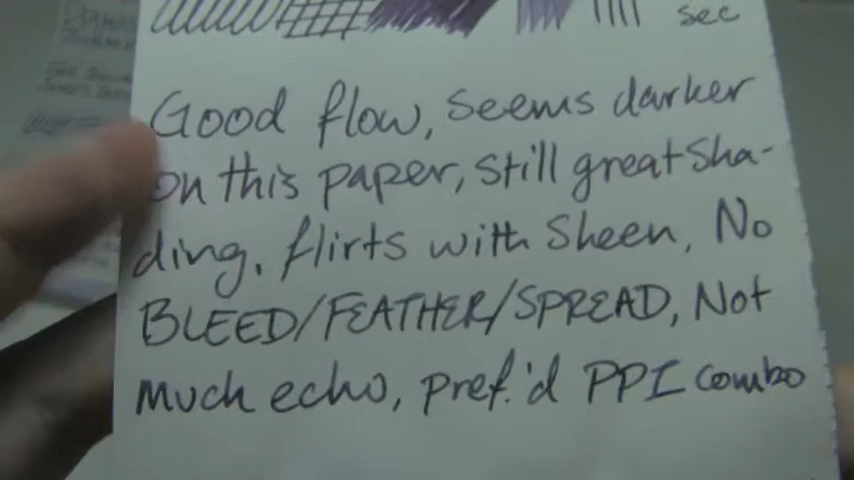 sec
Good flow, seems darker
on this paper, still great sha-
ding, flirts with sheen, No
BLEED/FEATHER/SPREAD, Not
much echo, pref.'d PPI combo